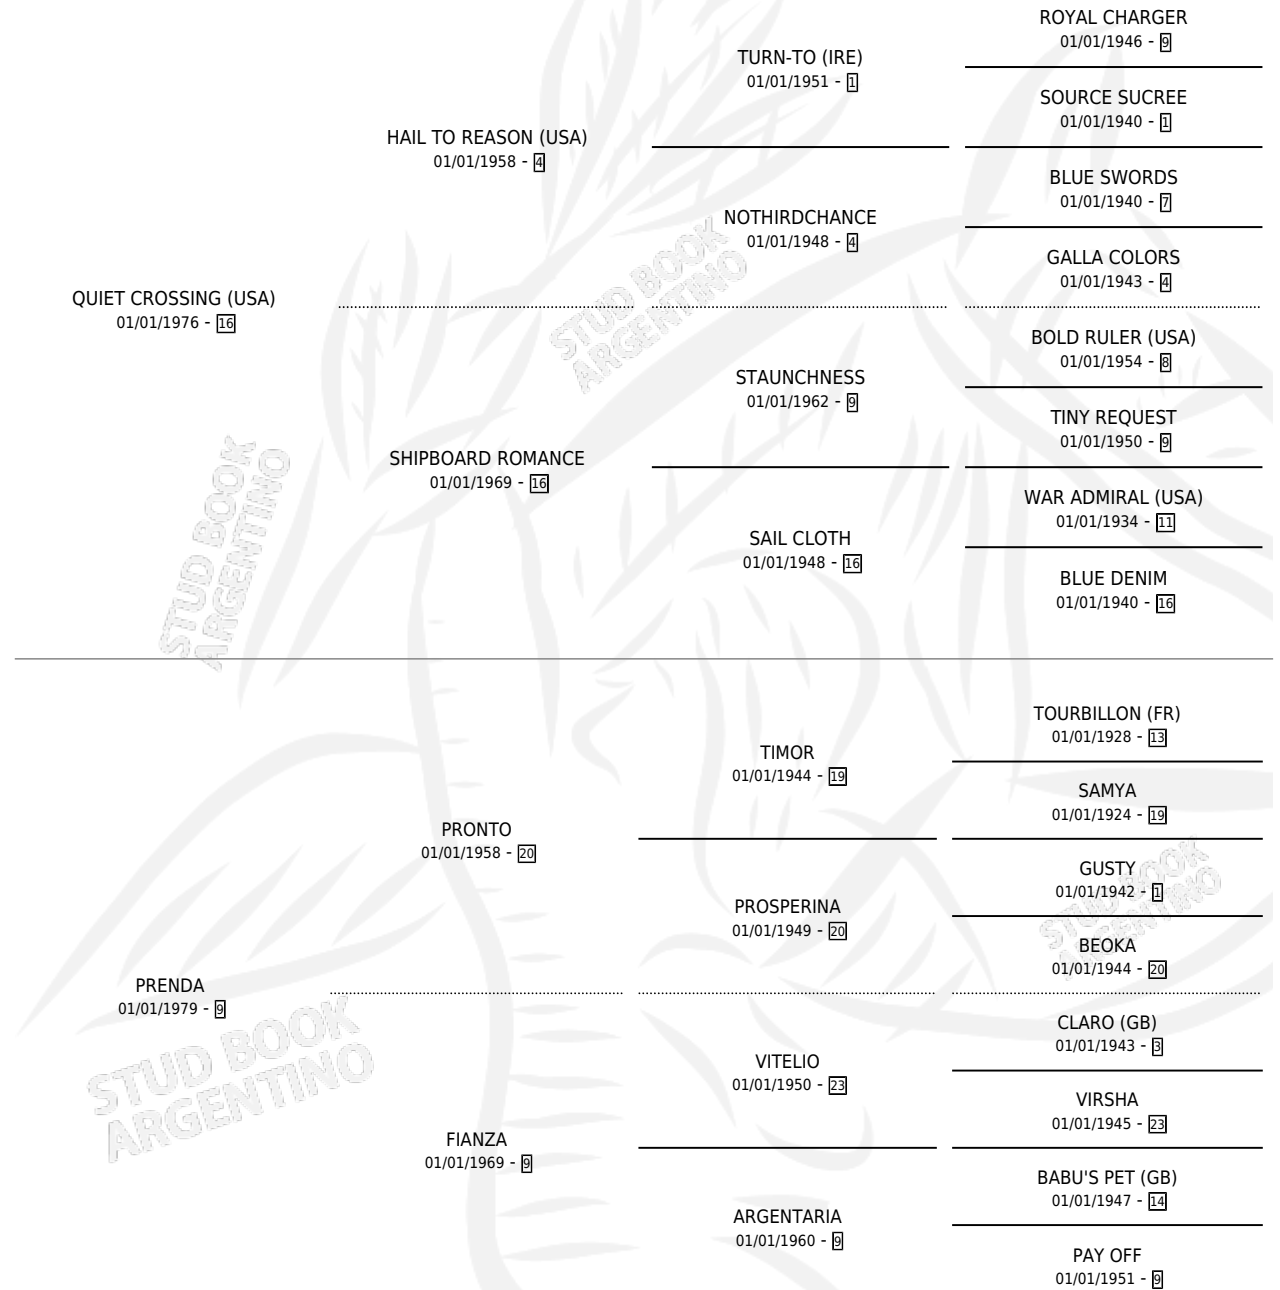 ROYAL CHARGER
01/01/1946 - 9
TURN-TO (IRE)
01/01/1951 - 1
SOURCE SUCREE
01/01/1940 - 1
HAIL TO REASON (USA)
01/01/1958 - 4
BLUE SWORDS
01/01/1940 - 7
NOTHIRDCHANCE
01/01/1948 - 4
GALLA COLORS
01/01/1943 - 4
QUIET CROSSING (USA)
01/01/1976 - 16
BOLD RULER (USA)
01/01/1954 - 8
STAUNCHNESS
01/01/1962 - 9
TINY REQUEST
01/01/1950 - 9
SHIPBOARD ROMANCE
01/01/1969 - 16
WAR ADMIRAL (USA)
01/01/1934 - 11
SAIL CLOTH
01/01/1948 - 16
BLUE DENIM
01/01/1940 - 16
TOURBILLON (FR)
01/01/1928 - 13
TIMOR
01/01/1944 - 19
SAMYA
01/01/1924 - 19
PRONTO
01/01/1958 - 20
GUSTY
01/01/1942 - 1
PROSPERINA
01/01/1949 - 20
BEOKA
01/01/1944 - 20
PRENDA
01/01/1979 - 9
CLARO (GB)
01/01/1943 - 3
VITELIO
01/01/1950 - 23
VIRSHA
01/01/1945 - 23
FIANZA
01/01/1969 - 9
BABU'S PET (GB)
01/01/1947 - 14
ARGENTARIA
01/01/1960 - 9
PAY OFF
01/01/1951 - 9
STUD BOOK
ARGENTINO
STUD BOOK
ARGENTINO
STUD BOOK
ARGENTINO
STUD BOOK
ARGENTINO